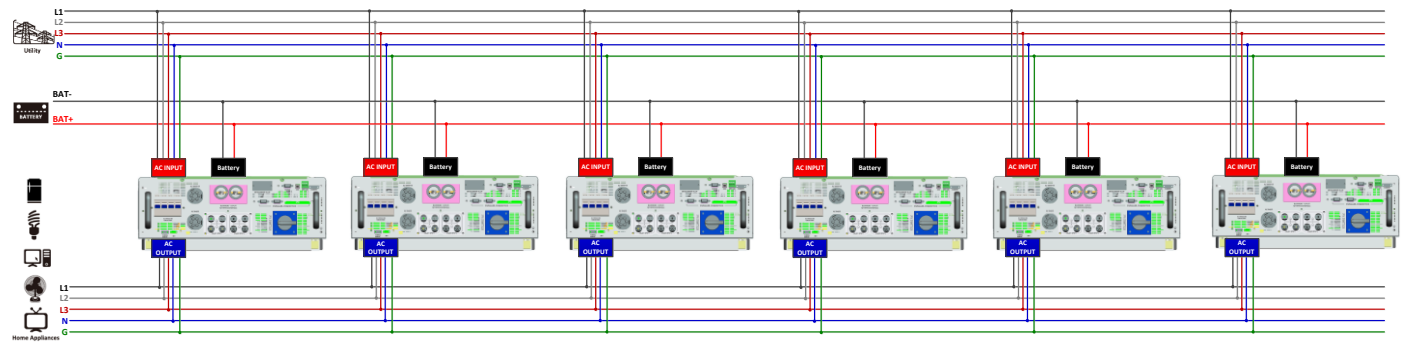 L1
L2
L3
N
G
Utility
BAT-
BATTERY
BAT+
AC INPUT
Battery
AC INPUT
Battery
AC INPUT
Battery
AC INPUT
Battery
AC INPUT
Battery
AC INPUT
Battery
AC
OUTPUT
AC
OUTPUT
AC
OUTPUT
AC
OUTPUT
AC
OUTPUT
AC
OUTPUT
L1
L2
L3
N
G
Home Appliances